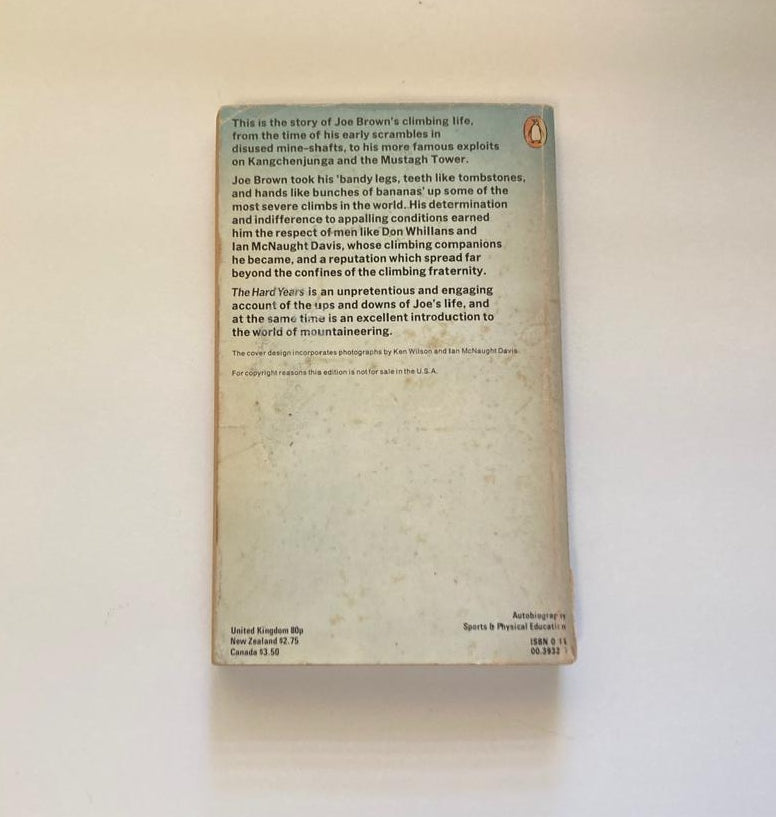 This is the story of Joe Brown's climbing life,
from the time of his early scrambles in
disused mine-shafts, to his more famous exploits
on Kangchenjunga and the Mustagh Tower.
Joe Brown took his 'bandy legs, teeth like tombstones,
and hands like bunches of bananas' up some of the
most severe climbs in the world. His determination
and indifference to appalling conditions earned
him the respect of men like Don Whillans and
Ian McNaught Davis, whose climbing companions
he became, and a reputation which spread far
beyond the confines of the climbing fraternity.
The Hard Years is an unpretentious and engaging
account of the ups and downs of Joe's life, and
at the same time is an excellent introduction to
the world of mountaineering.
The cover design incorporates photographs by Ken Wilson and Ian McNaught Davis
For copyright reasons this edition is not for sale in the U.S.A.
United Kingdom 80p
New Zealand $2.75
Canada $3.50
Autobiography
Sports & Physical Education
ISBN 0 14
00.3933